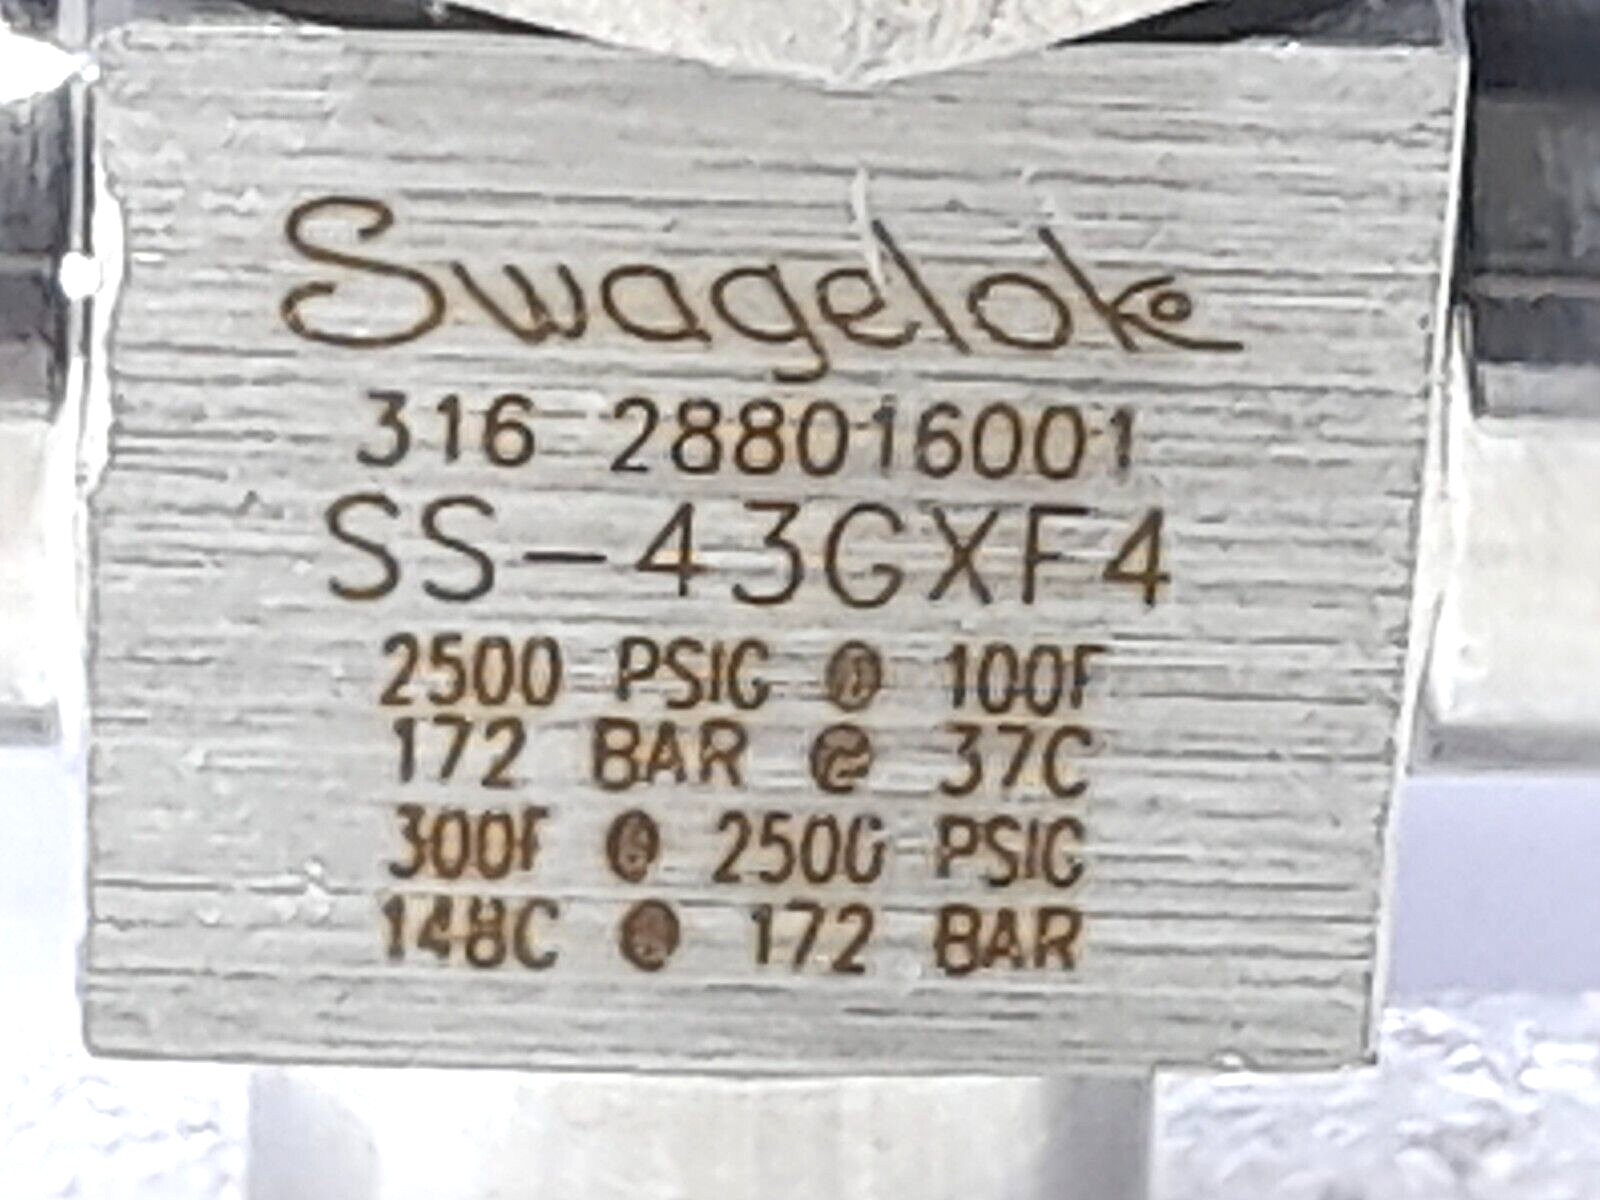 Swagelok
316 288016001
SS-43GXF4
2500 PSIG @ 100F
172 BAR @ 37C
300F @ 2500 PSIG
148C @ 172 BAR